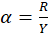 α = R/Y